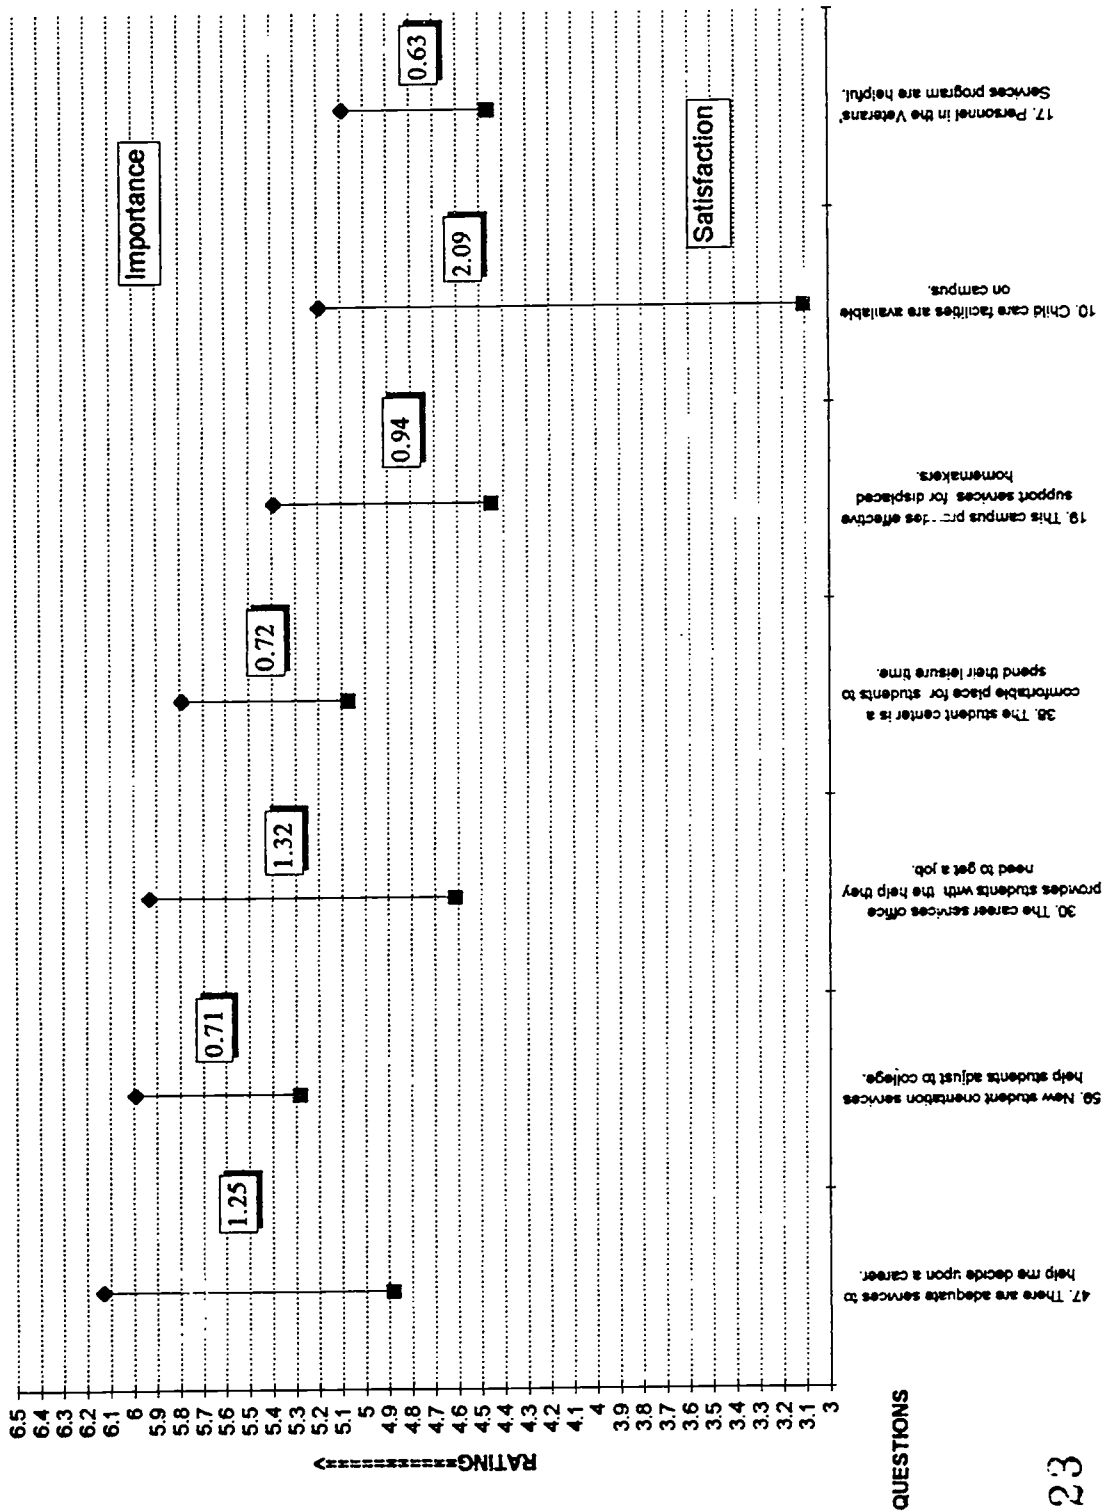 Importance
Satisfaction
1.25
0.71
1.32
0.72
0.94
2.09
0.63
6.5
6.4
6.3
6.2
6.1
6
5.9
5.8
5.7
5.6
5.5
5.4
5.3
5.2
5.1
5
4.9
4.8
4.7
4.6
4.5
4.4
4.3
4.2
4.1
4
3.9
3.8
3.7
3.6
3.5
3.4
3.3
3.2
3.1
3
RATING===========>
QUESTIONS
47. There are adequate services to
help me decide upon a career.
59. New student orientation services
help students adjust to college.
30. The career services office
provides students with the help they
need to get a job.
38. The student center is a
comfortable place for students to
spend their leisure time.
19. This campus effective
support services for displaced
homemakers.
10. Child care facilities are available
on campus.
17. Personnel in the Veterans'
Services program are helpful.
23